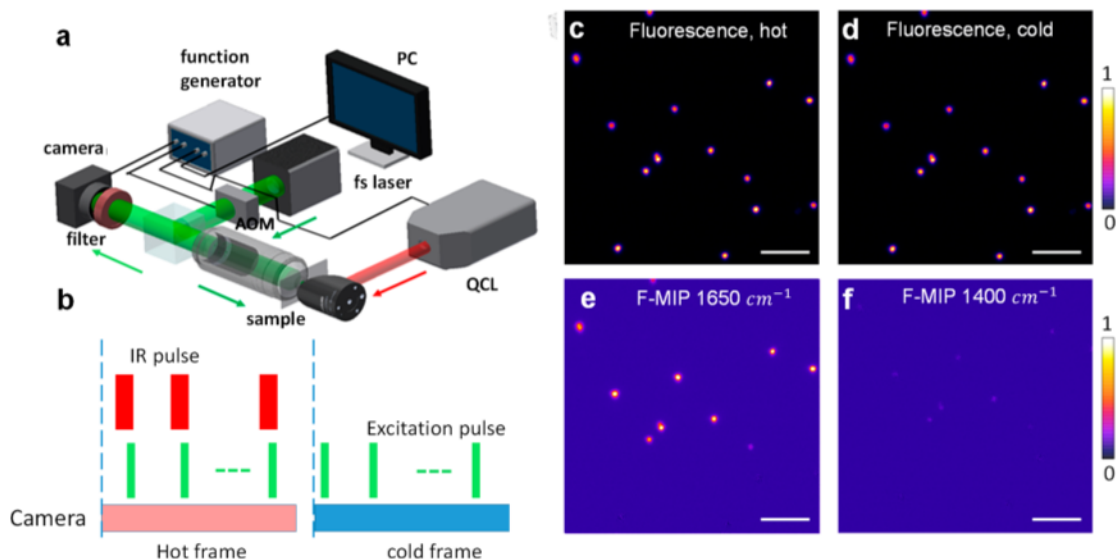 a
function
generator
PC
camera
fs laser
AOM
filter
QCL
sample
b
IR pulse
Excitation pulse
Camera
Hot frame
cold frame
c
Fluorescence, hot
d
Fluorescence, cold
1
0
e
F-MIP 1650 cm⁻¹
f
F-MIP 1400 cm⁻¹
1
0